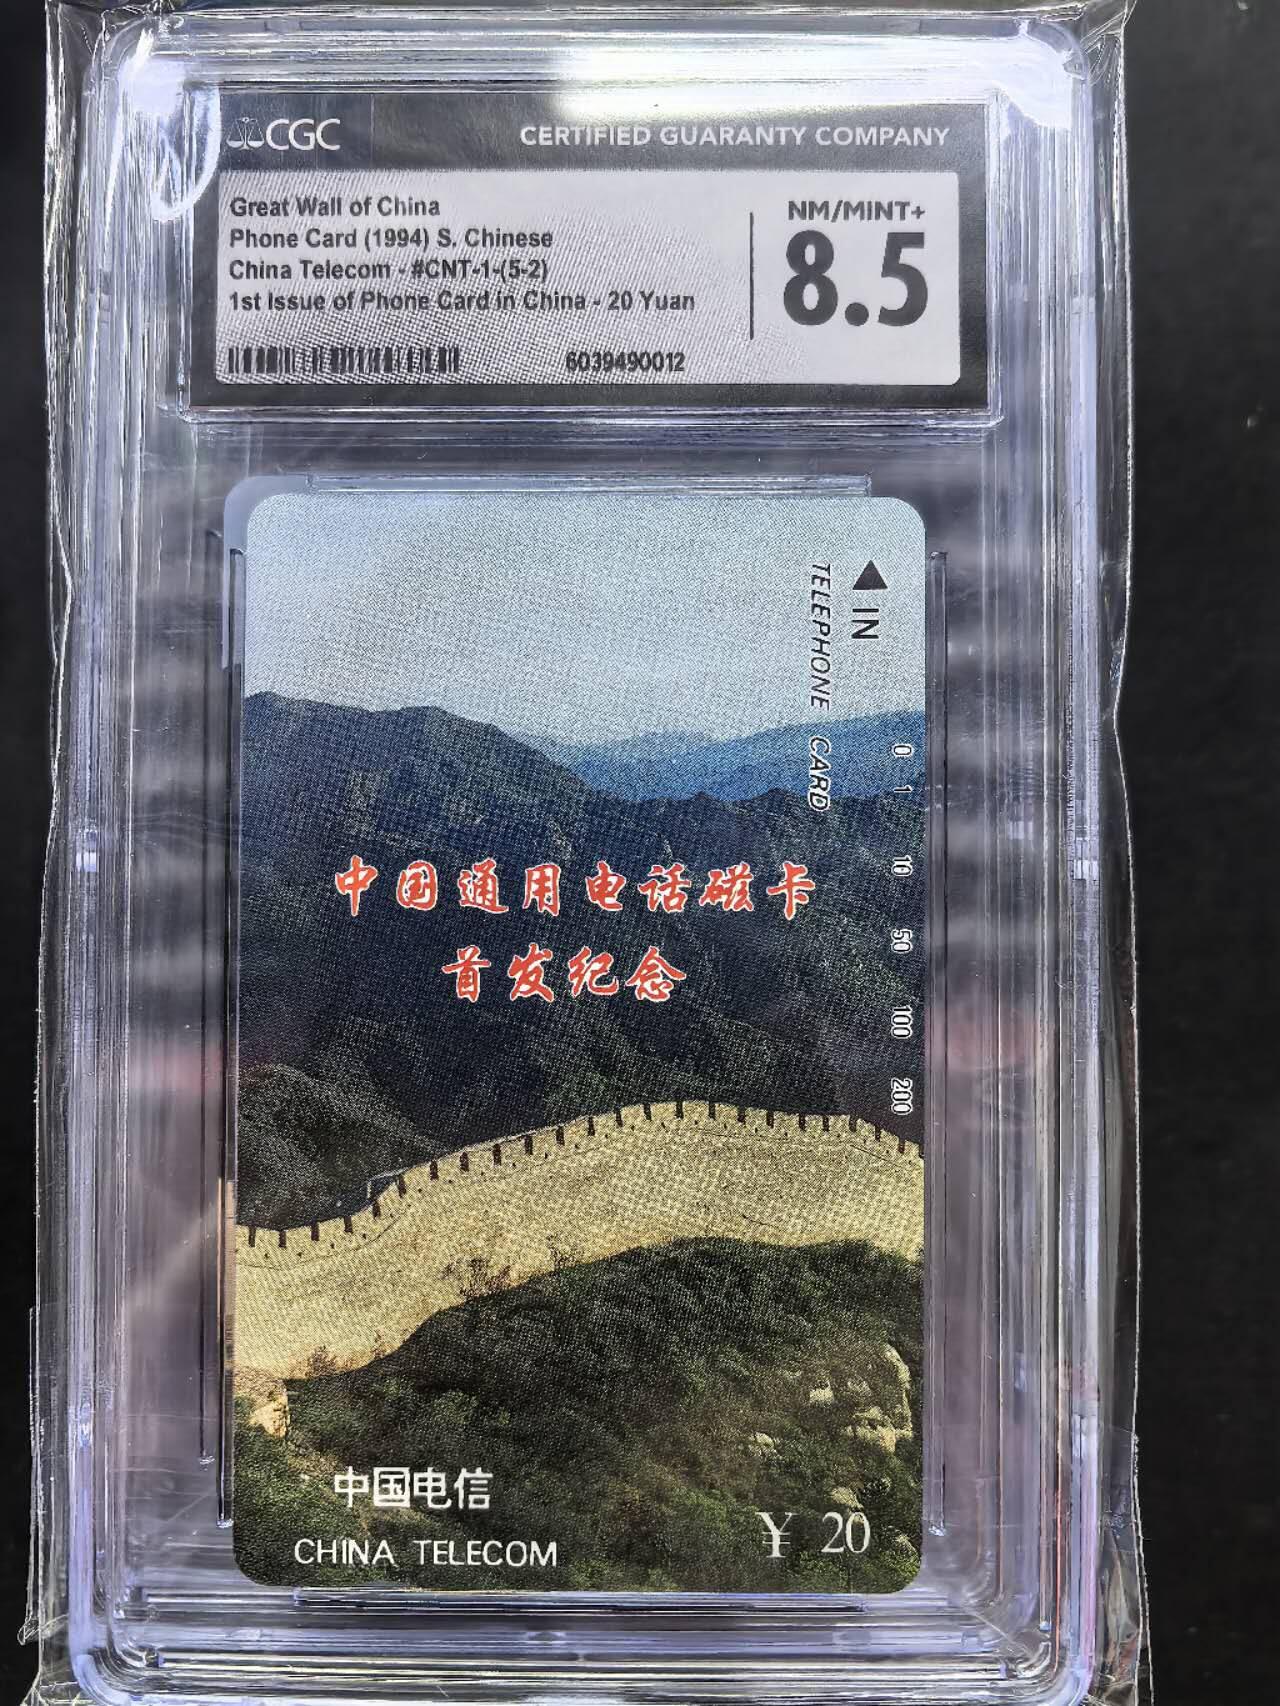 CGC
CERTIFIED GUARANTY COMPANY
Great Wall of China
Phone Card (1994) S. Chinese
China Telecom - #CNT-1-(5-2)
1st Issue of Phone Card in China - 20 Yuan
6039490012
NM/MINT+
8.5
IN
TELEPHONE CARD
0
1
10
50
100
200
中国通用电话磁卡
首发纪念
中国电信
CHINA TELECOM
¥ 20